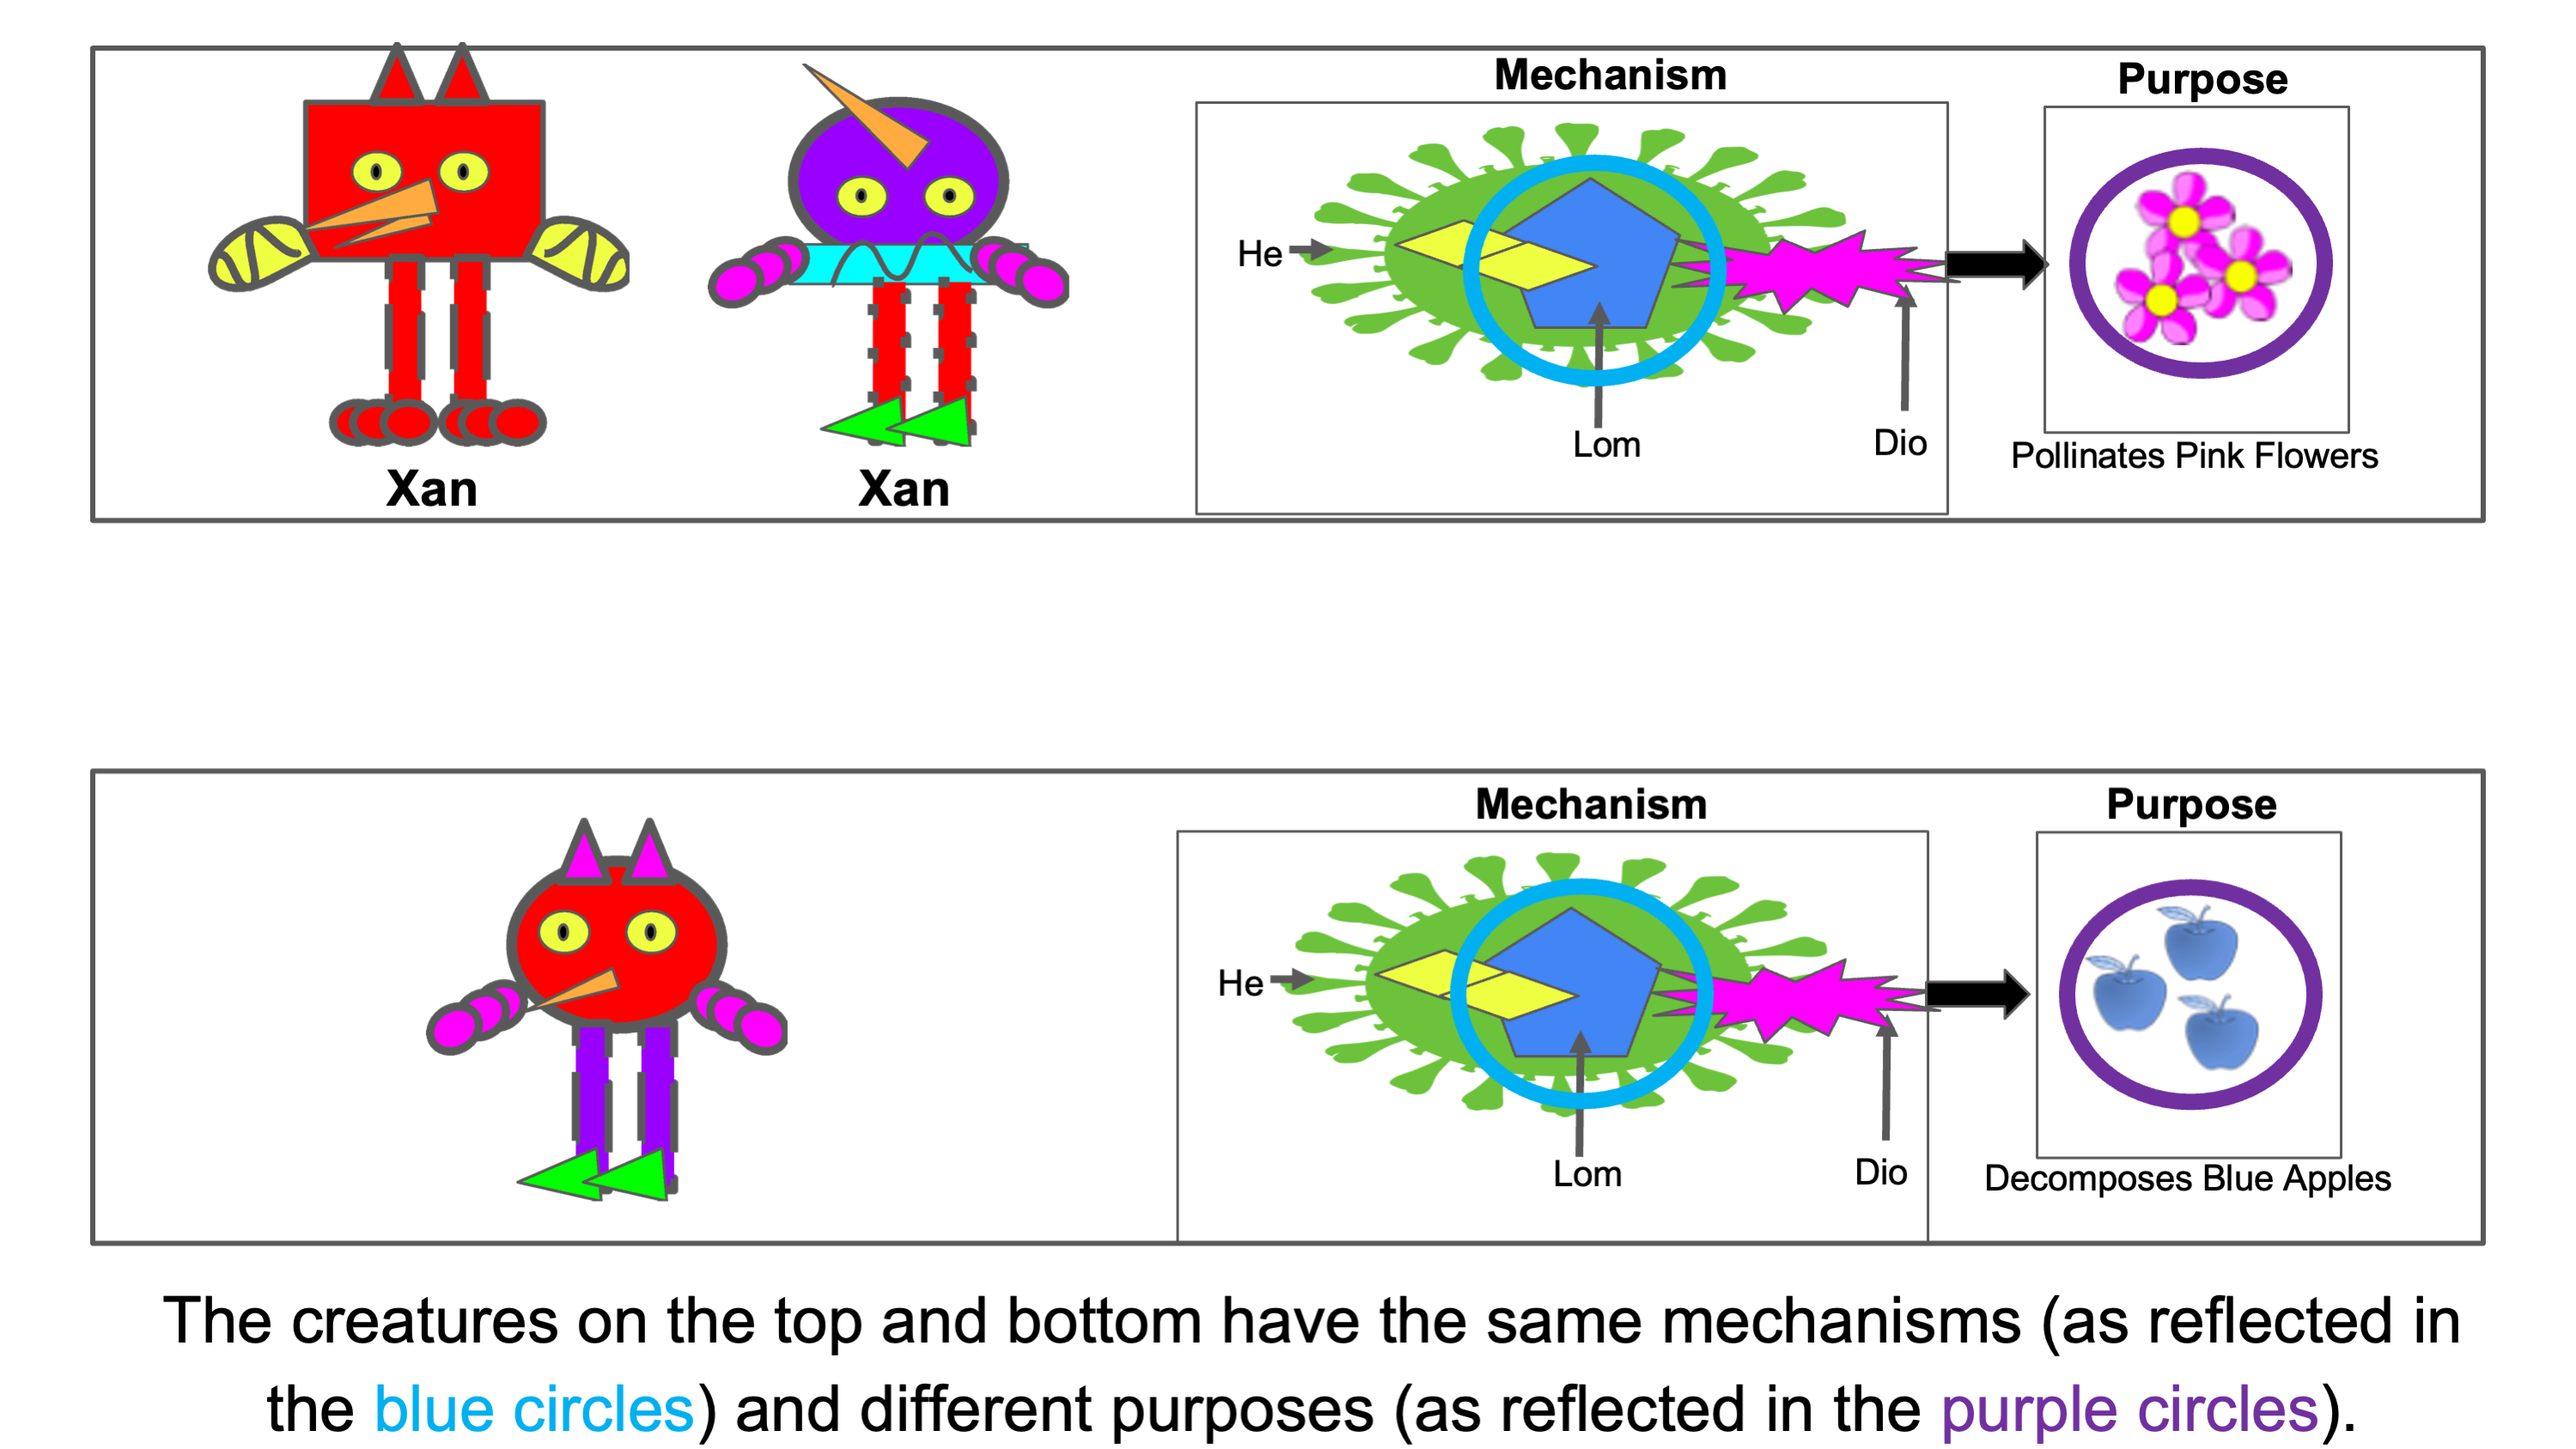 Mechanism
Purpose
He
Lom
Dio
Pollinates Pink Flowers
Xan
Xan
Mechanism
Purpose
He
Lom
Dio
Decomposes Blue Apples
The creatures on the top and bottom have the same mechanisms (as reflected in
the blue circles) and different purposes (as reflected in the purple circles).